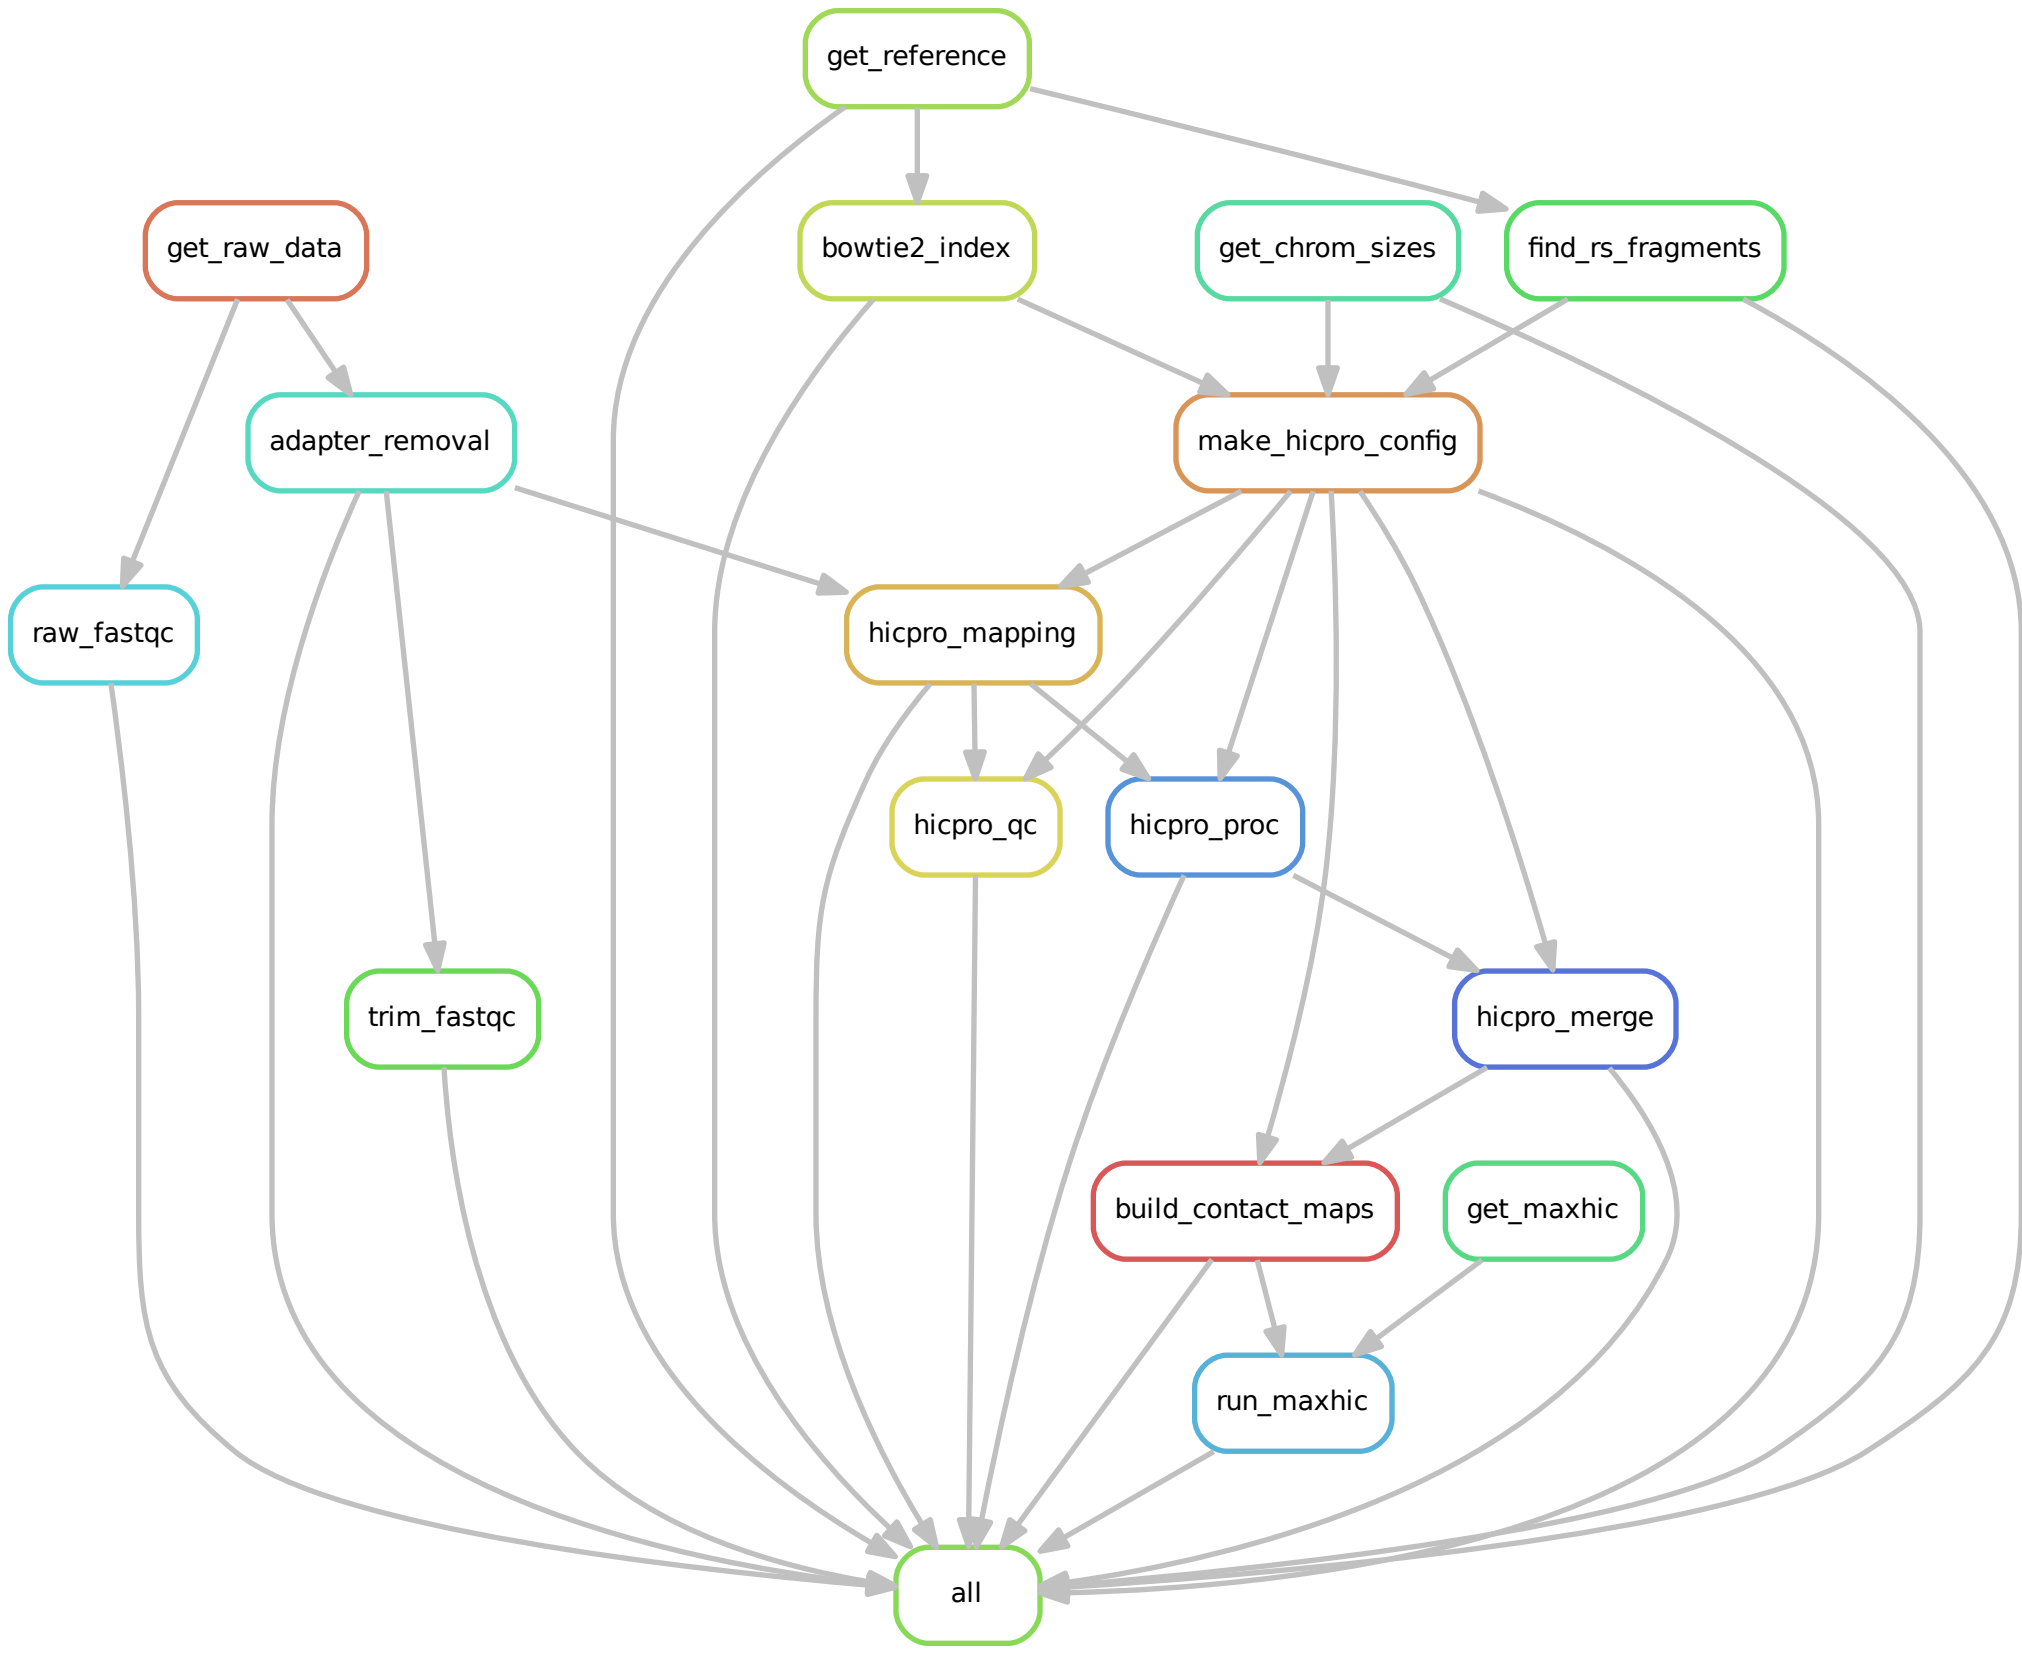 get_reference
get_raw_data
bowtie2_index
get_chrom_sizes
find_rs_fragments
adapter_removal
make_hicpro_config
raw_fastqc
hicpro_mapping
hicpro_qc
hicpro_proc
trim_fastqc
hicpro_merge
build_contact_maps
get_maxhic
run_maxhic
all